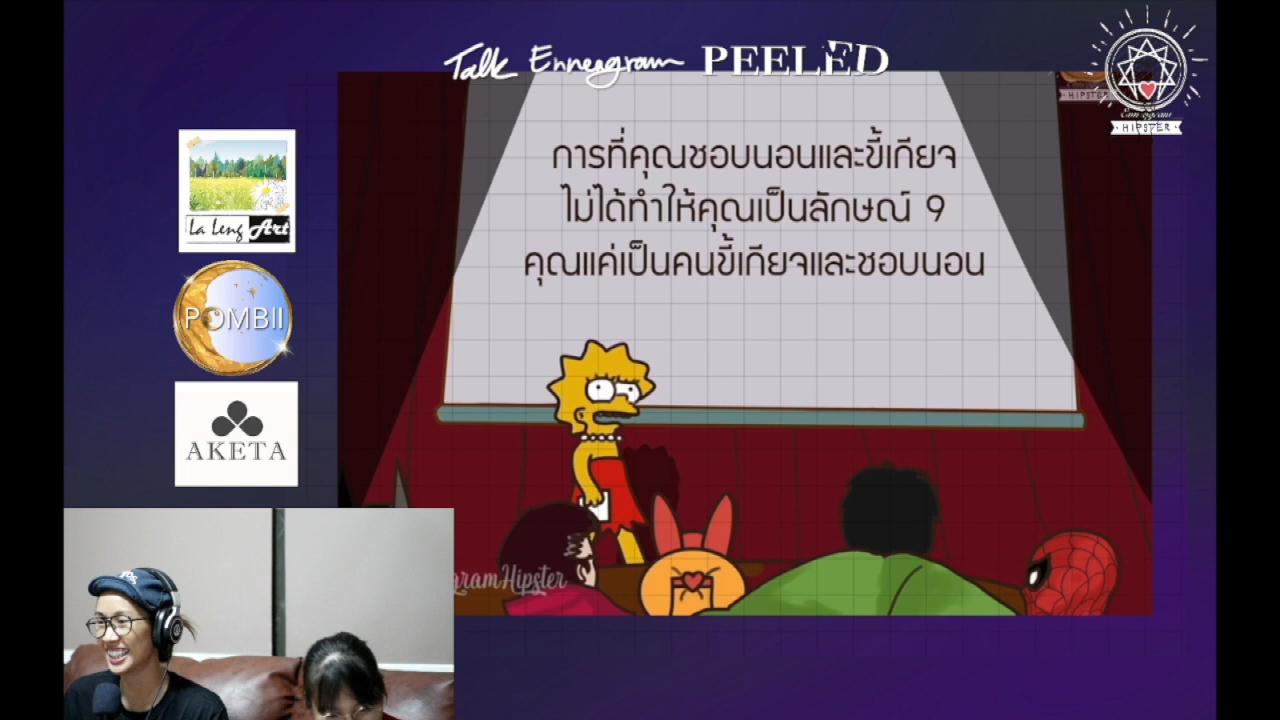 Talk Enneagram PEELED
HIPSTER
Enneagram
HIPSTER
La Leng Art
POMBII
AKETA
การที่คุณชอบนอนและขี้เกียจ
ไม่ได้ทำให้คุณเป็นลักษณ์ 9
คุณแค่เป็นคนขี้เกียจและชอบนอน
gramHipster